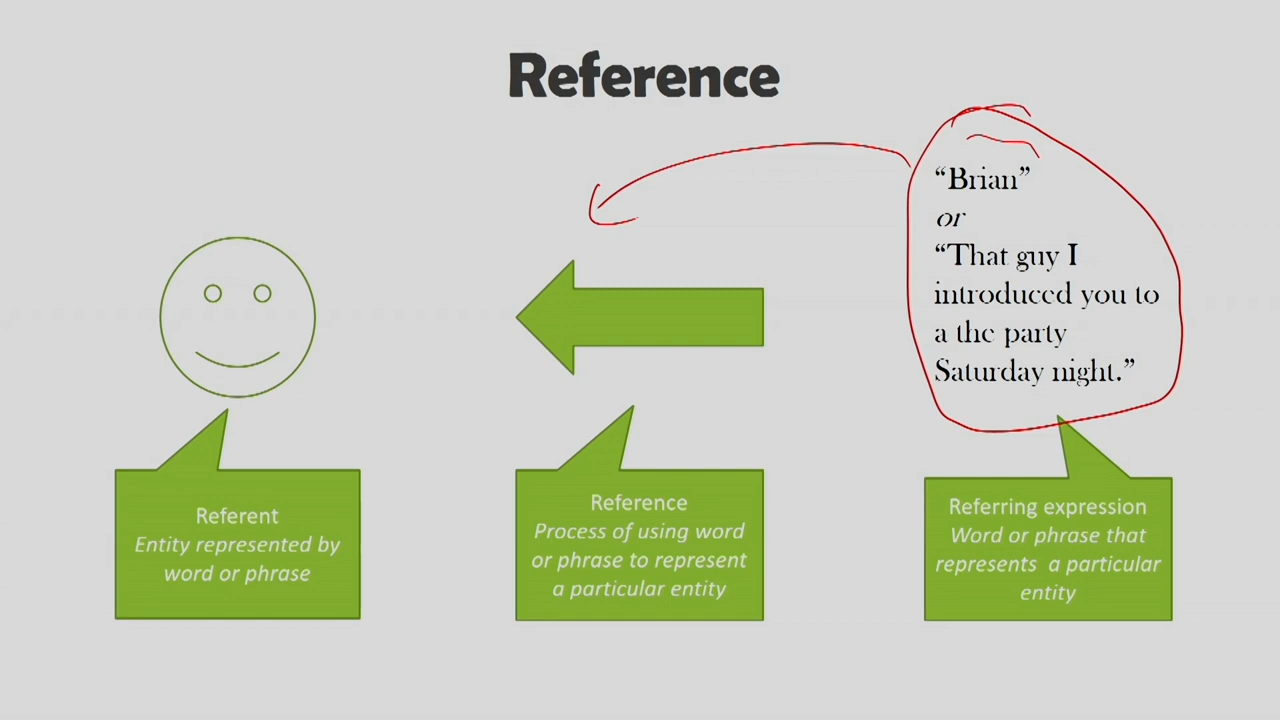 Reference
“Brian”
or
“That guy I
introduced you to
a the party
Saturday night.”
Referent
Entity represented by
word or phrase
Reference
Process of using word
or phrase to represent
a particular entity
Referring expression
Word or phrase that
represents a particular
entity